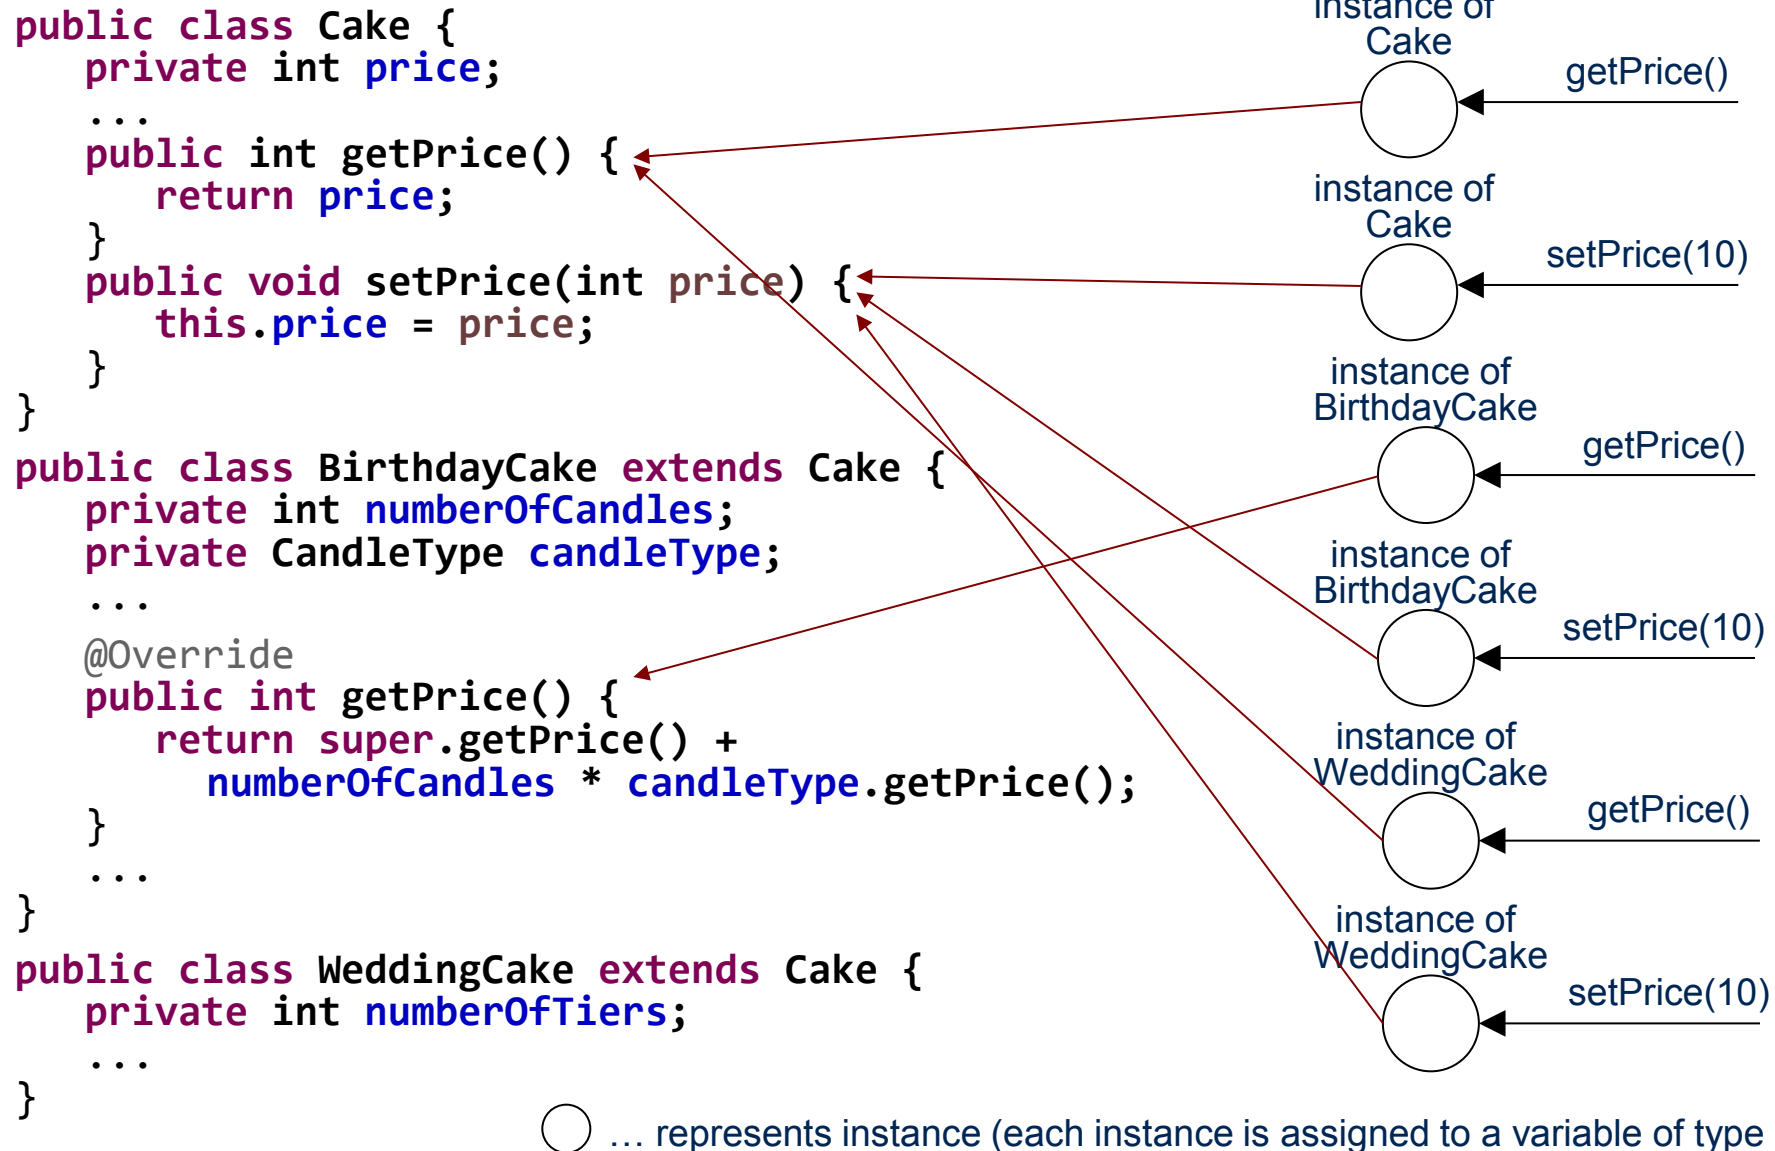 public class Cake {
private int price;
...
public int getPrice() {
return price;
}
public void setPrice(int price) {
this.price = price;
}
}
public class BirthdayCake extends Cake {
private int numberOfCandles;
private CandleType candleType;
...
@Override
public int getPrice() {
return super.getPrice() +
numberOfCandles * candleType.getPrice();
}
...
}
public class WeddingCake extends Cake {
private int numberOfTiers;
...
}
instance of
Cake
getPrice()
instance of
Cake
setPrice(10)
instance of
BirthdayCake
getPrice()
instance of
BirthdayCake
setPrice(10)
instance of
WeddingCake
getPrice()
instance of
WeddingCake
setPrice(10)
... represents instance (each instance is assigned to a variable of type